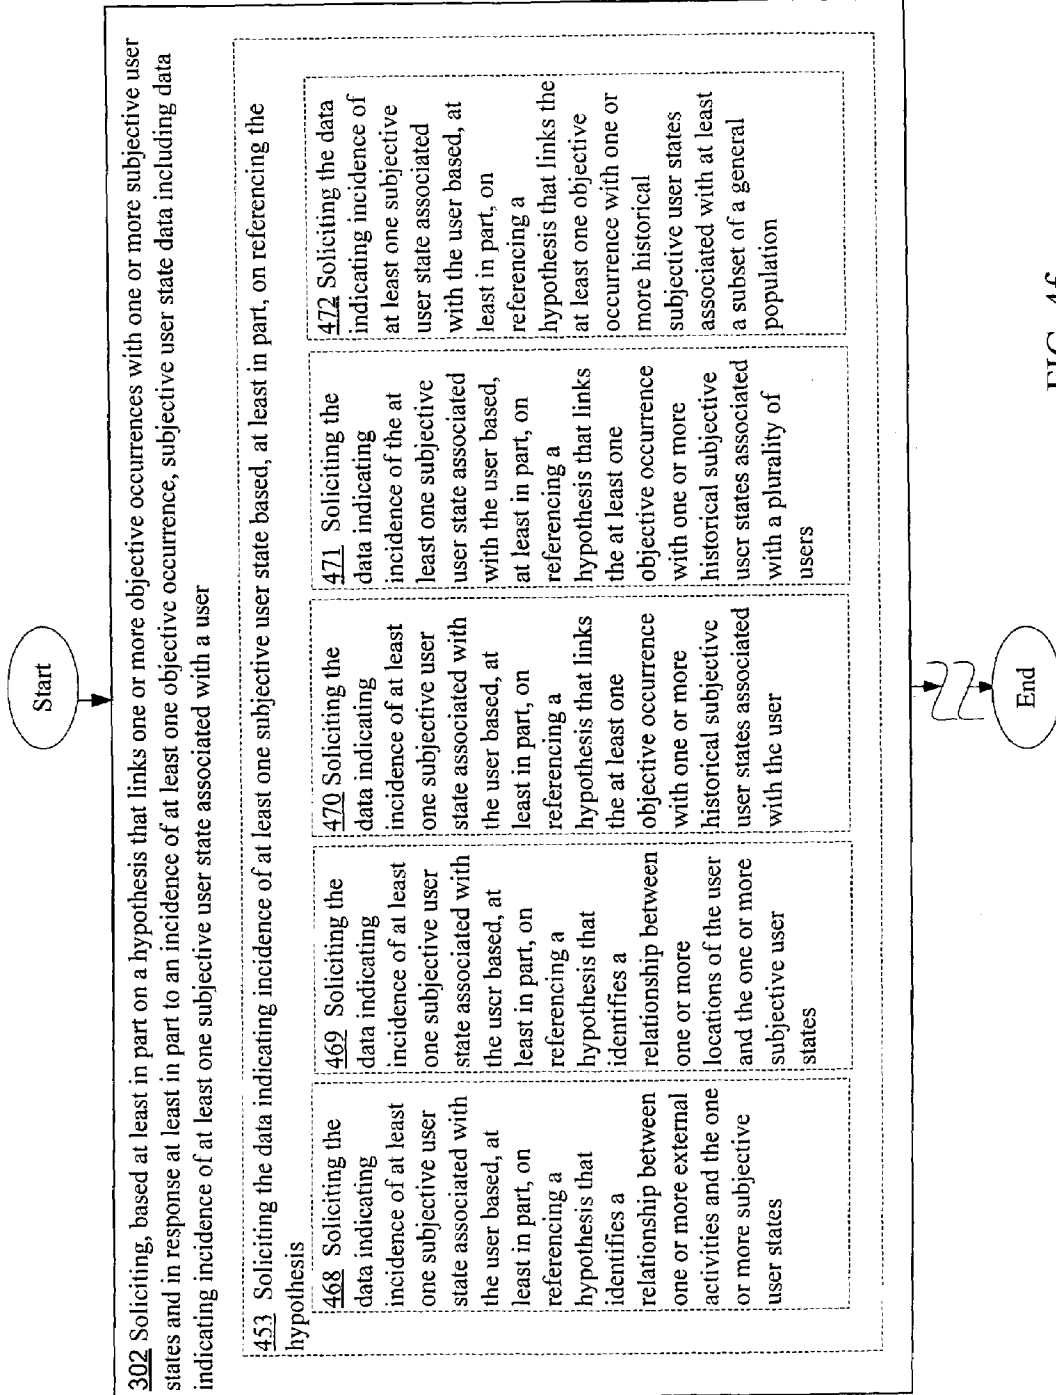 Start
302 Soliciting, based at least in part on a hypothesis that links one or more objective occurrences with one or more subjective user
states and in response at least in part to an incidence of at least one objective occurrence, subjective user state data including data
indicating incidence of at least one subjective user state associated with a user
453 Soliciting the data indicating incidence of at least one subjective user state based, at least in part, on referencing the
hypothesis
468 Soliciting the
data indicating
incidence of at least
one subjective user
state associated with
the user based, at
least in part, on
referencing a
hypothesis that
identifies a
relationship between
one or more external
activities and the one
or more subjective
user states
469 Soliciting the
data indicating
incidence of at least
one subjective user
state associated with
the user based, at
least in part, on
referencing a
hypothesis that
identifies a
relationship between
one or more
locations of the user
and the one or more
subjective user
states
470 Soliciting the
data indicating
incidence of at least
one subjective user
state associated with
the user based, at
least in part, on
referencing a
hypothesis that links
the at least one
objective occurrence
with one or more
historical subjective
user states associated
with the user
471 Soliciting the
data indicating
incidence of the at
least one subjective
user state associated
with the user based,
at least in part, on
referencing a
hypothesis that links
the at least one
objective occurrence
with one or more
historical subjective
user states associated
with a plurality of
users
472 Soliciting the data
indicating incidence of
at least one subjective
user state associated
with the user based, at
least in part, on
referencing a
hypothesis that links the
at least one objective
occurrence with one or
more historical
subjective user states
associated with at least
a subset of a general
population
End
FIG. 4f